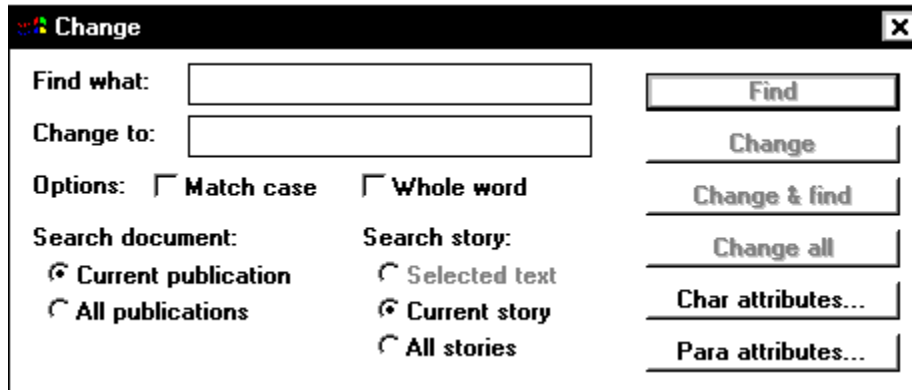 Change
Find what:
Change to:
Options: Match case Whole word
Search document:
Current publication
All publications
Search story:
Selected text
Current story
All stories
Find
Change
Change & find
Change all
Char attributes...
Para attributes...